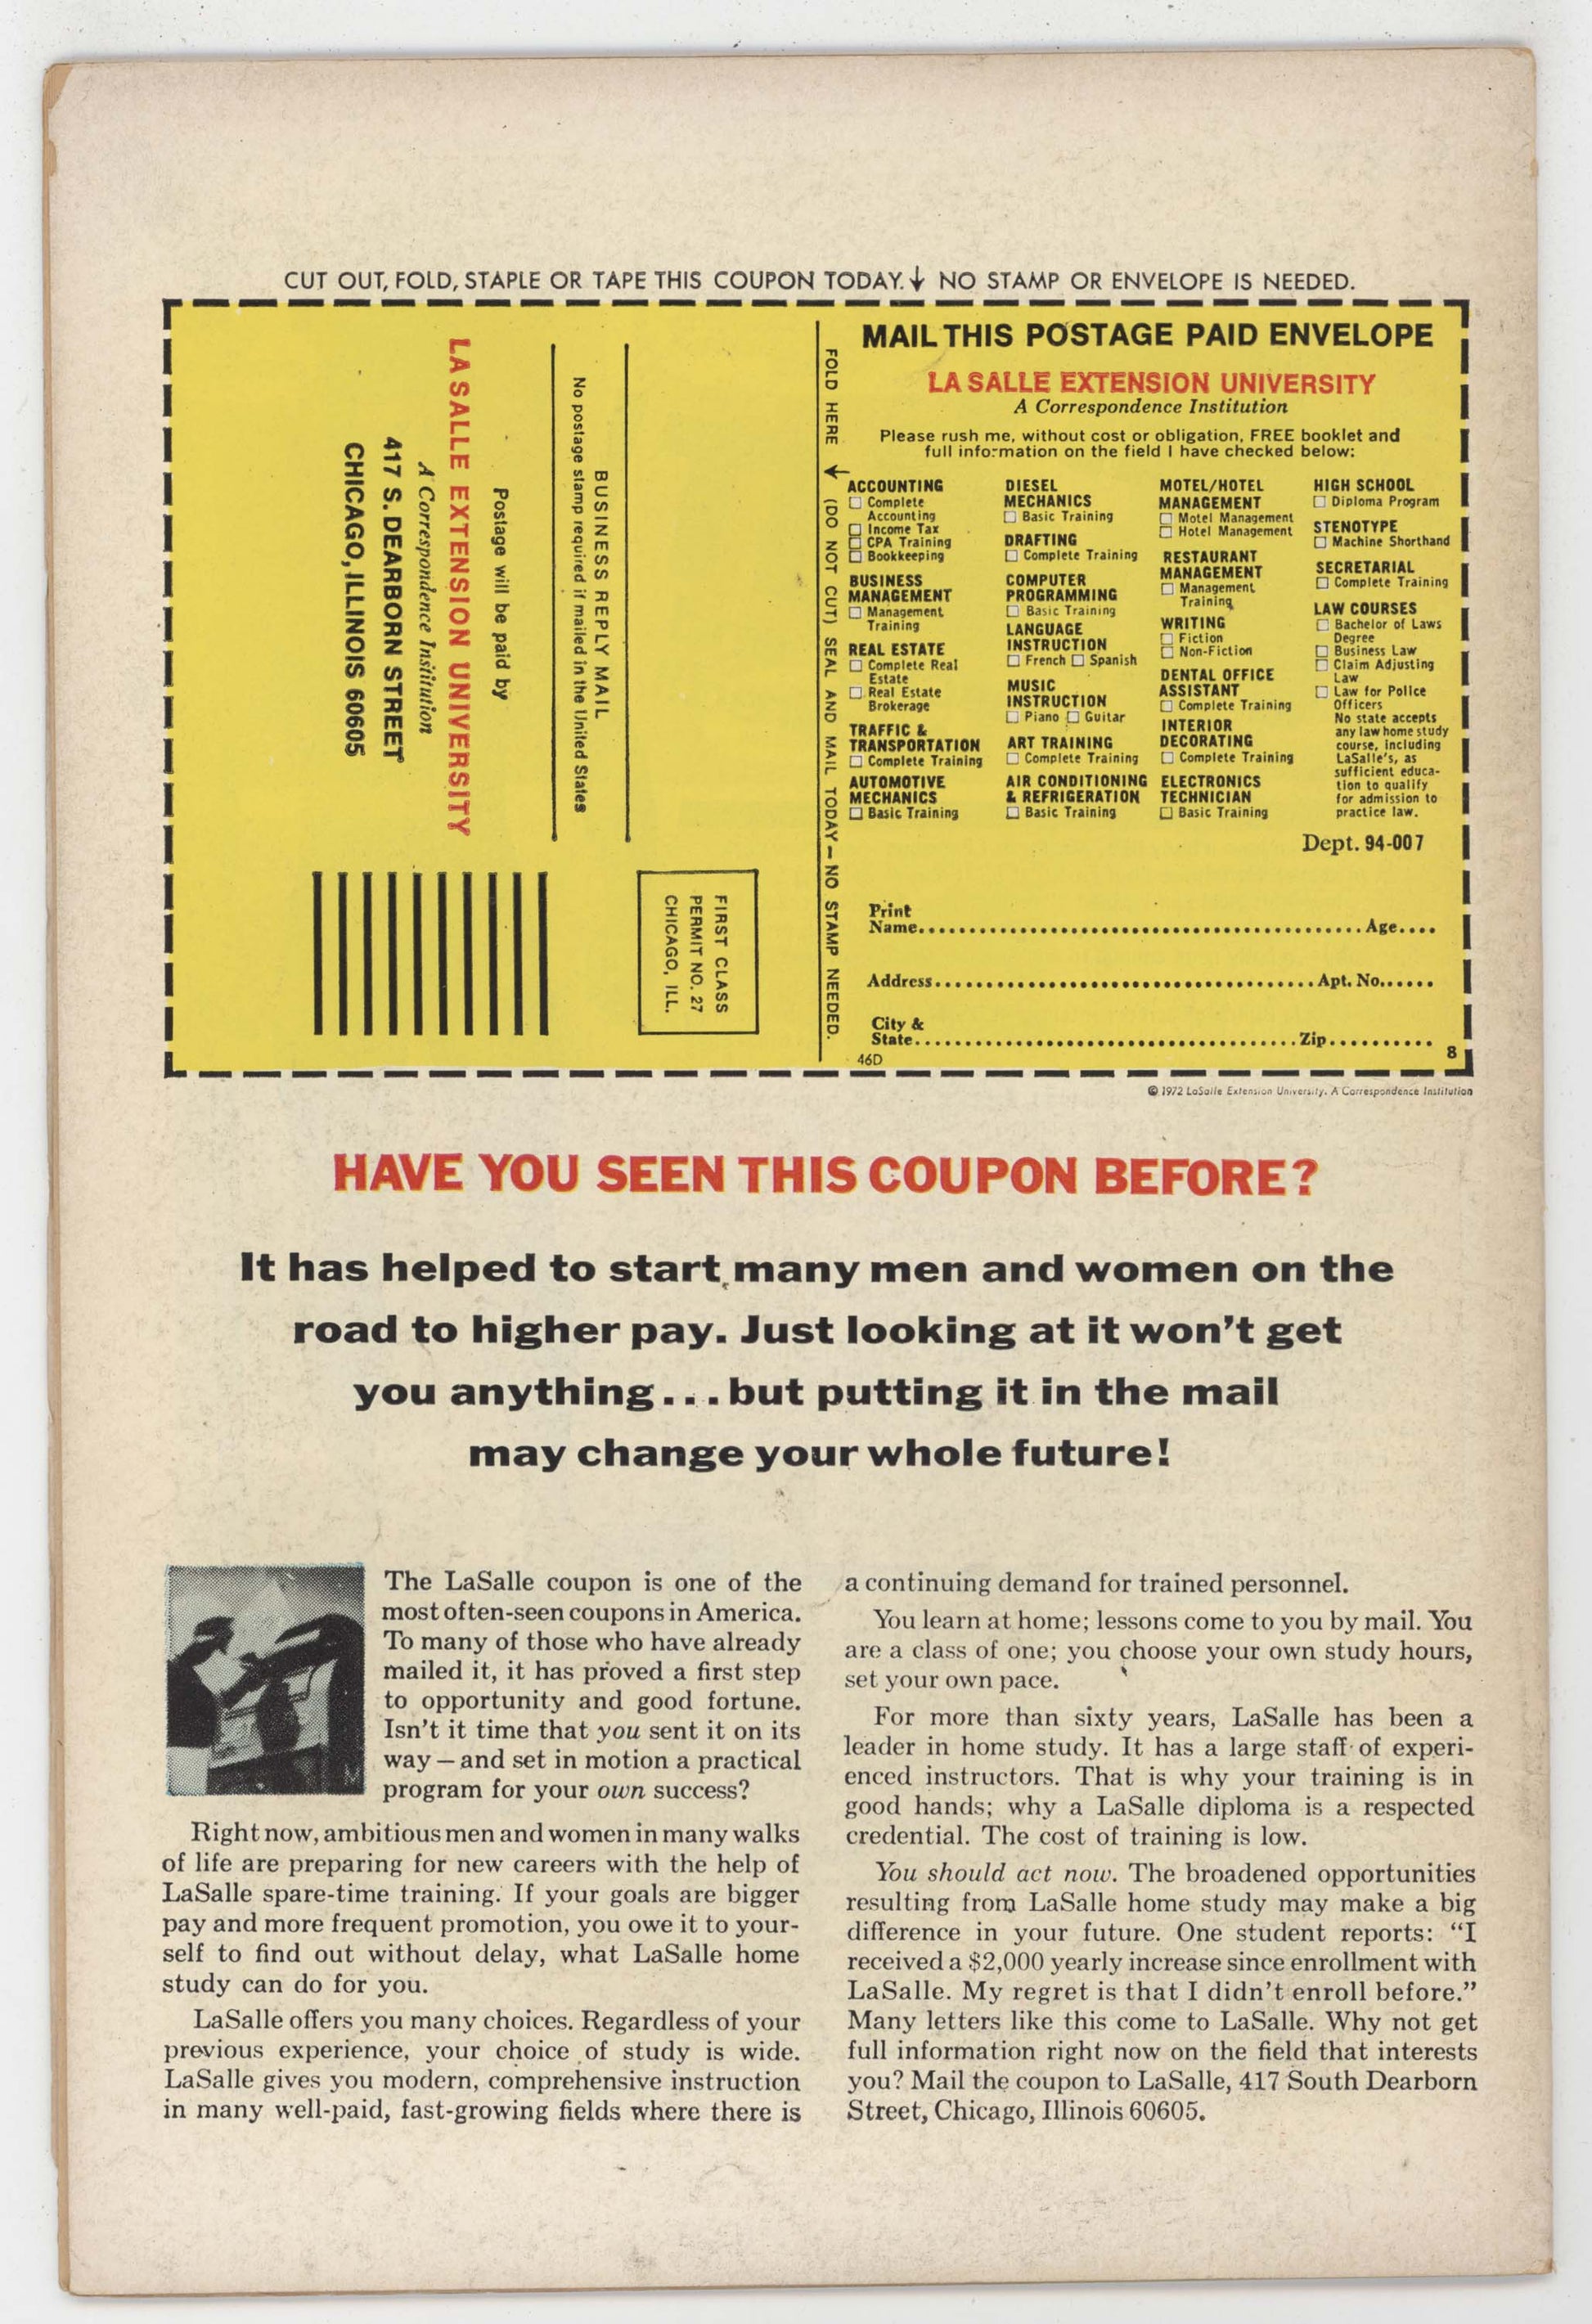 CUT OUT, FOLD, STAPLE OR TAPE THIS COUPON TODAY. ↓ NO STAMP OR ENVELOPE IS NEEDED.
BUSINESS REPLY MAIL
No postage stamp required if mailed in the United States
Postage will be paid by
LA SALLE EXTENSION UNIVERSITY
A Correspondence Institution
417 S. DEARBORN STREET
CHICAGO, ILLINOIS 60605
FIRST CLASS
PERMIT NO. 27
CHICAGO, ILL.
FOLD HERE ← (DO NOT CUT) SEAL AND MAIL TODAY — NO STAMP NEEDED.
MAIL THIS POSTAGE PAID ENVELOPE
LA SALLE EXTENSION UNIVERSITY
A Correspondence Institution
Please rush me, without cost or obligation, FREE booklet and
full information on the field I have checked below:
ACCOUNTING
☐ Complete
Accounting
☐ Income Tax
☐ CPA Training
☐ Bookkeeping
BUSINESS
MANAGEMENT
☐ Management
Training
REAL ESTATE
☐ Complete Real
Estate
☐ Real Estate
Brokerage
TRAFFIC &
TRANSPORTATION
☐ Complete Training
AUTOMOTIVE
MECHANICS
☐ Basic Training
DIESEL
MECHANICS
☐ Basic Training
DRAFTING
☐ Complete Training
COMPUTER
PROGRAMMING
☐ Basic Training
LANGUAGE
INSTRUCTION
☐ French ☐ Spanish
MUSIC
INSTRUCTION
☐ Piano ☐ Guitar
ART TRAINING
☐ Complete Training
AIR CONDITIONING
& REFRIGERATION
☐ Basic Training
MOTEL/HOTEL
MANAGEMENT
☐ Motel Management
☐ Hotel Management
RESTAURANT
MANAGEMENT
☐ Management
Training
WRITING
☐ Fiction
☐ Non-Fiction
DENTAL OFFICE
ASSISTANT
☐ Complete Training
INTERIOR
DECORATING
☐ Complete Training
ELECTRONICS
TECHNICIAN
☐ Basic Training
HIGH SCHOOL
☐ Diploma Program
STENOTYPE
☐ Machine Shorthand
SECRETARIAL
☐ Complete Training
LAW COURSES
☐ Bachelor of Laws
Degree
☐ Business Law
☐ Claim Adjusting
Law
☐ Law for Police
Officers
No state accepts
any law home study
course, including
LaSalle's, as
sufficient educa-
tion to qualify
for admission to
practice law.
Dept. 94-007
Print
Name.............................................Age....
Address......................................Apt. No......
City &
State......................................Zip..........
46D
8
© 1972 LaSalle Extension University. A Correspondence Institution
HAVE YOU SEEN THIS COUPON BEFORE?
It has helped to start many men and women on the
road to higher pay. Just looking at it won't get
you anything...but putting it in the mail
may change your whole future!
The LaSalle coupon is one of the
most often-seen coupons in America.
To many of those who have already
mailed it, it has proved a first step
to opportunity and good fortune.
Isn't it time that you sent it on its
way — and set in motion a practical
program for your own success?
Right now, ambitious men and women in many walks
of life are preparing for new careers with the help of
LaSalle spare-time training. If your goals are bigger
pay and more frequent promotion, you owe it to your-
self to find out without delay, what LaSalle home
study can do for you.
LaSalle offers you many choices. Regardless of your
previous experience, your choice of study is wide.
LaSalle gives you modern, comprehensive instruction
in many well-paid, fast-growing fields where there is
a continuing demand for trained personnel.
You learn at home; lessons come to you by mail. You
are a class of one; you choose your own study hours,
set your own pace.
For more than sixty years, LaSalle has been a
leader in home study. It has a large staff of experi-
enced instructors. That is why your training is in
good hands; why a LaSalle diploma is a respected
credential. The cost of training is low.
You should act now. The broadened opportunities
resulting from LaSalle home study may make a big
difference in your future. One student reports: “I
received a $2,000 yearly increase since enrollment with
LaSalle. My regret is that I didn't enroll before.”
Many letters like this come to LaSalle. Why not get
full information right now on the field that interests
you? Mail the coupon to LaSalle, 417 South Dearborn
Street, Chicago, Illinois 60605.